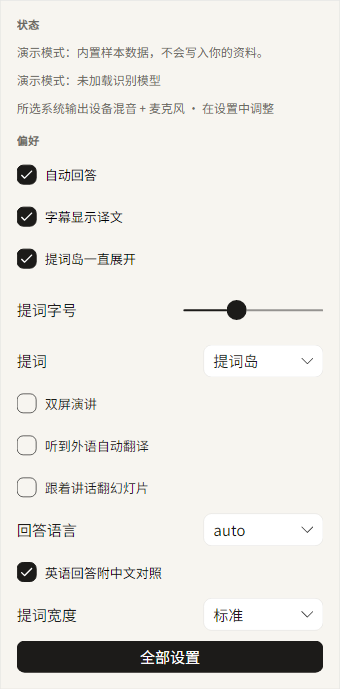 状态
演示模式：内置样本数据，不会写入你的资料。
演示模式：未加载识别模型
所选系统输出设备混音 + 麦克风 · 在设置中调整
偏好
自动回答
字幕显示译文
提词岛一直展开
提词字号
提词 提词岛
双屏演讲
听到外语自动翻译
跟着讲话翻幻灯片
回答语言 auto
英语回答附中文对照
提词宽度 标准
全部设置